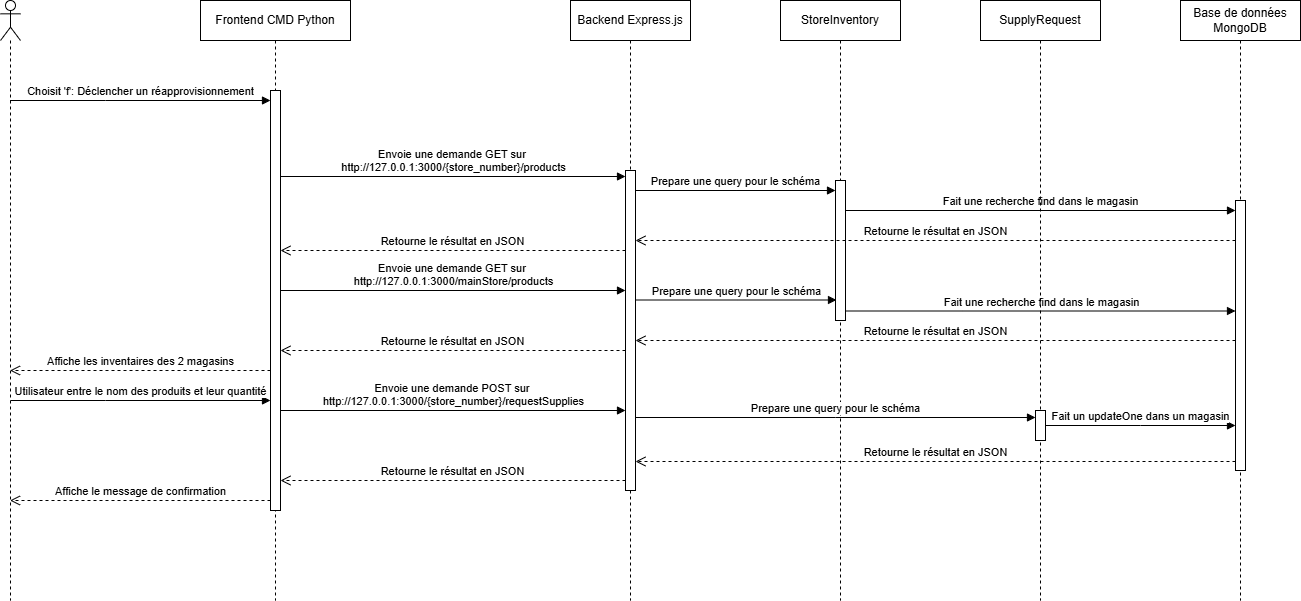 Frontend CMD Python
Backend Express.js
StoreInventory
SupplyRequest
Base de données
MongoDB
Choisit 'f': Déclencher un réapprovisionnement
Envoie une demande GET sur
http://127.0.0.1:3000/{store_number}/products
Prepare une query pour le schéma
Fait une recherche find dans le magasin
Retourne le résultat en JSON
Retourne le résultat en JSON
Envoie une demande GET sur
http://127.0.0.1:3000/mainStore/products
Prepare une query pour le schéma
Fait une recherche find dans le magasin
Retourne le résultat en JSON
Retourne le résultat en JSON
Affiche les inventaires des 2 magasins
Utilisateur entre le nom des produits et leur quantité
Envoie une demande POST sur
http://127.0.0.1:3000/{store_number}/requestSupplies
Prepare une query pour le schéma
Fait un updateOne dans un magasin
Retourne le résultat en JSON
Retourne le résultat en JSON
Affiche le message de confirmation